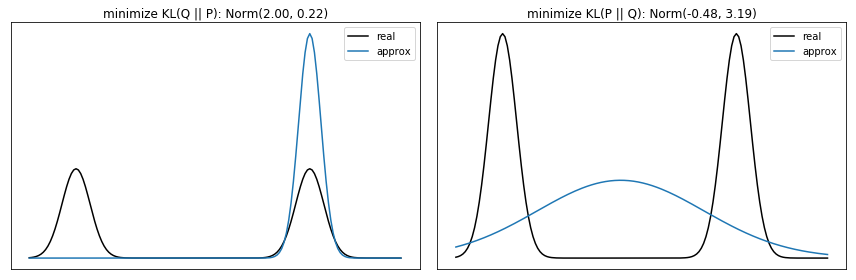 minimize KL(Q || P): Norm(2.00, 0.22)
real
approx
minimize KL(P || Q): Norm(-0.48, 3.19)
real
approx